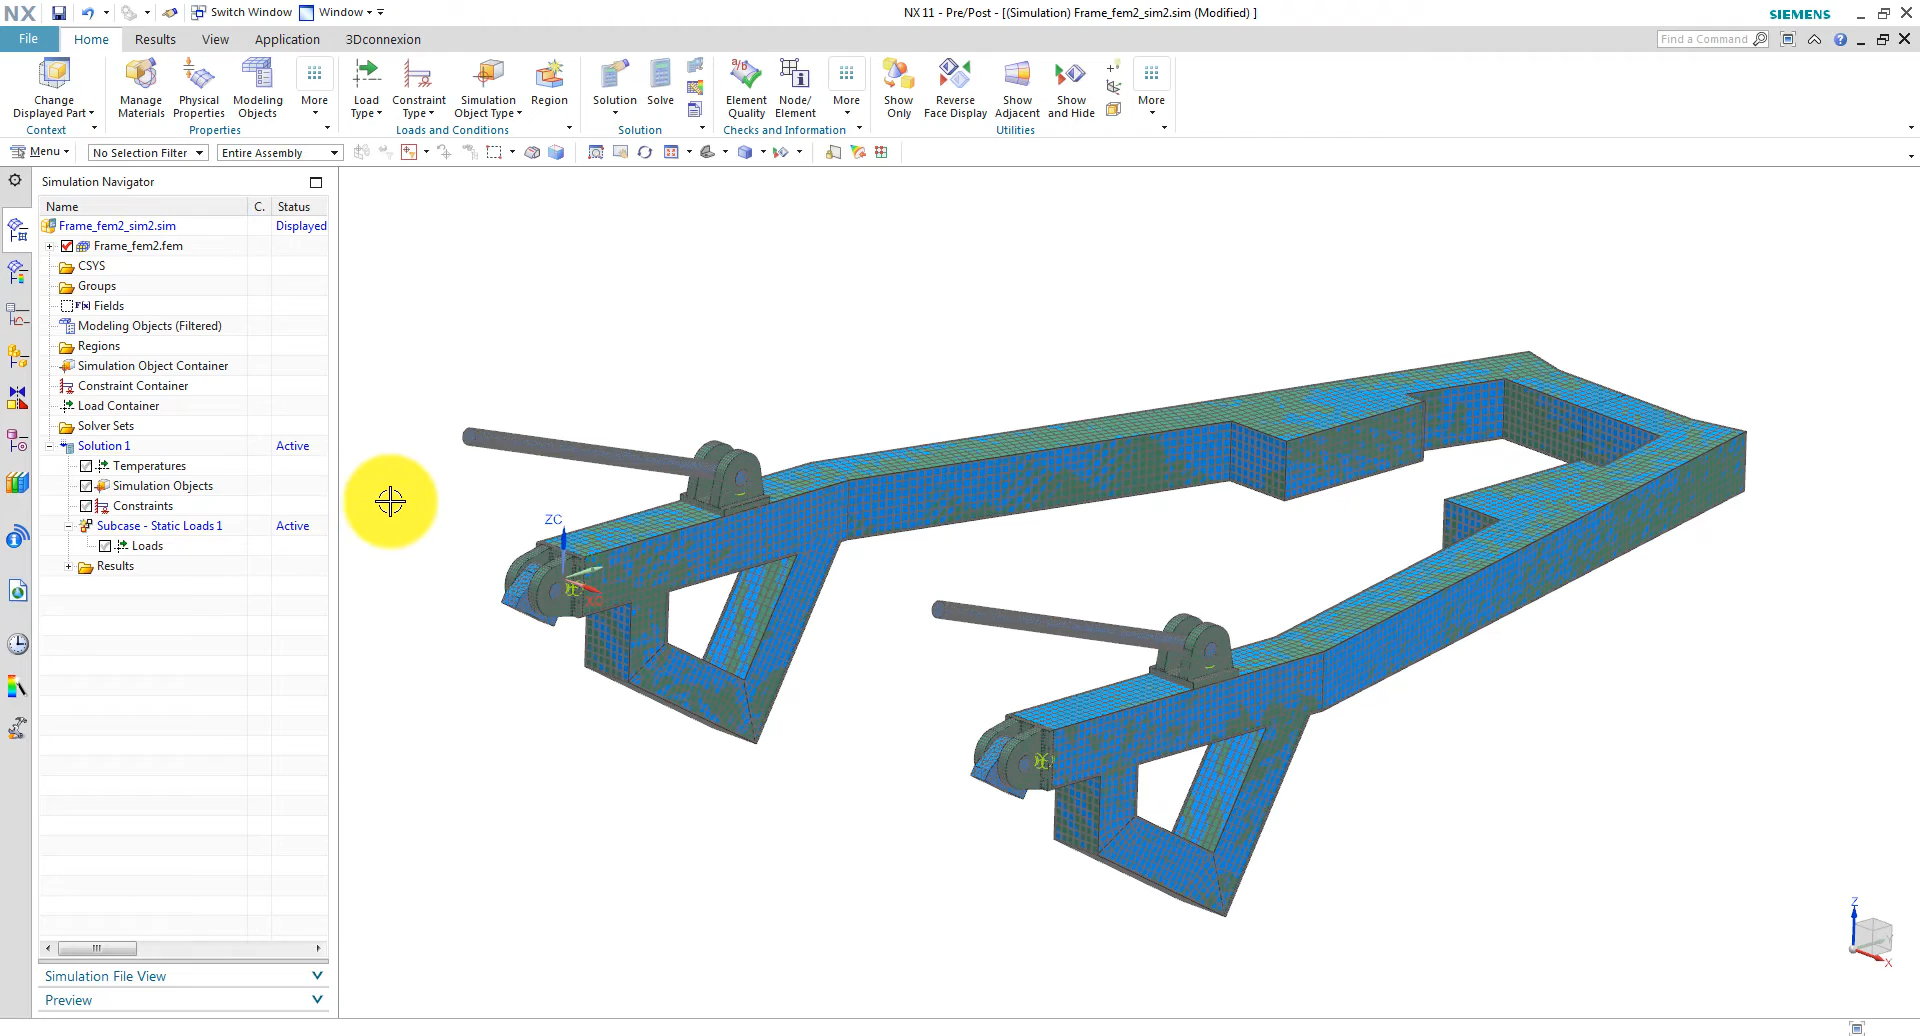 NX Switch Window Window NX 11 - Pre/Post - [(Simulation) Frame_fem2_sim2.sim (Modified) ] SIEMENS
File Home Results View Application 3Dconnexion Find a Command
Change Displayed Part
Manage Materials
Physical Properties
Modeling Objects
More
Load Type
Constraint Type
Simulation Object Type
Region
Solution
Solve
Element Quality
Node/ Element
More
Show Only
Reverse Face Display
Show Adjacent
Show and Hide
More
Context Properties Loads and Conditions Solution Checks and Information Utilities
Menu No Selection Filter Entire Assembly
Simulation Navigator
Name C. Status
Frame_fem2_sim2.sim Displayed
Frame_fem2.fem
CSYS
Groups
F(x) Fields
Modeling Objects (Filtered)
Regions
Simulation Object Container
Constraint Container
Load Container
Solver Sets
Solution 1 Active
Temperatures
Simulation Objects
Constraints
Subcase - Static Loads 1 Active
Loads
Results
Simulation File View
Preview
ZC
XC
Z
X